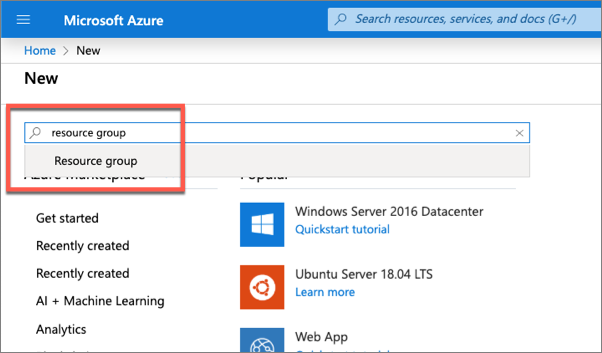 Microsoft Azure
Search resources, services, and docs (G+/)
Home > New
New
resource group
Resource group
Azure Marketplace
Popular
Get started
Recently created
Recently created
AI + Machine Learning
Analytics
Windows Server 2016 Datacenter
Quickstart tutorial
Ubuntu Server 18.04 LTS
Learn more
Web App